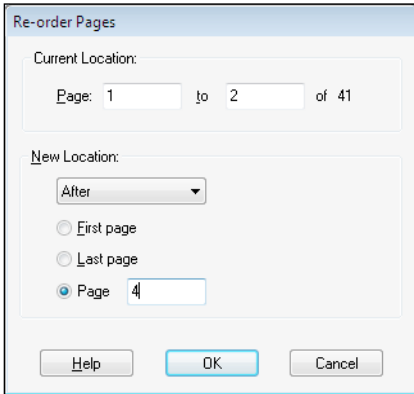 Re-order Pages
Current Location:
Page: 1 to 2 of 41
New Location:
After
First page
Last page
Page 4
Help OK Cancel